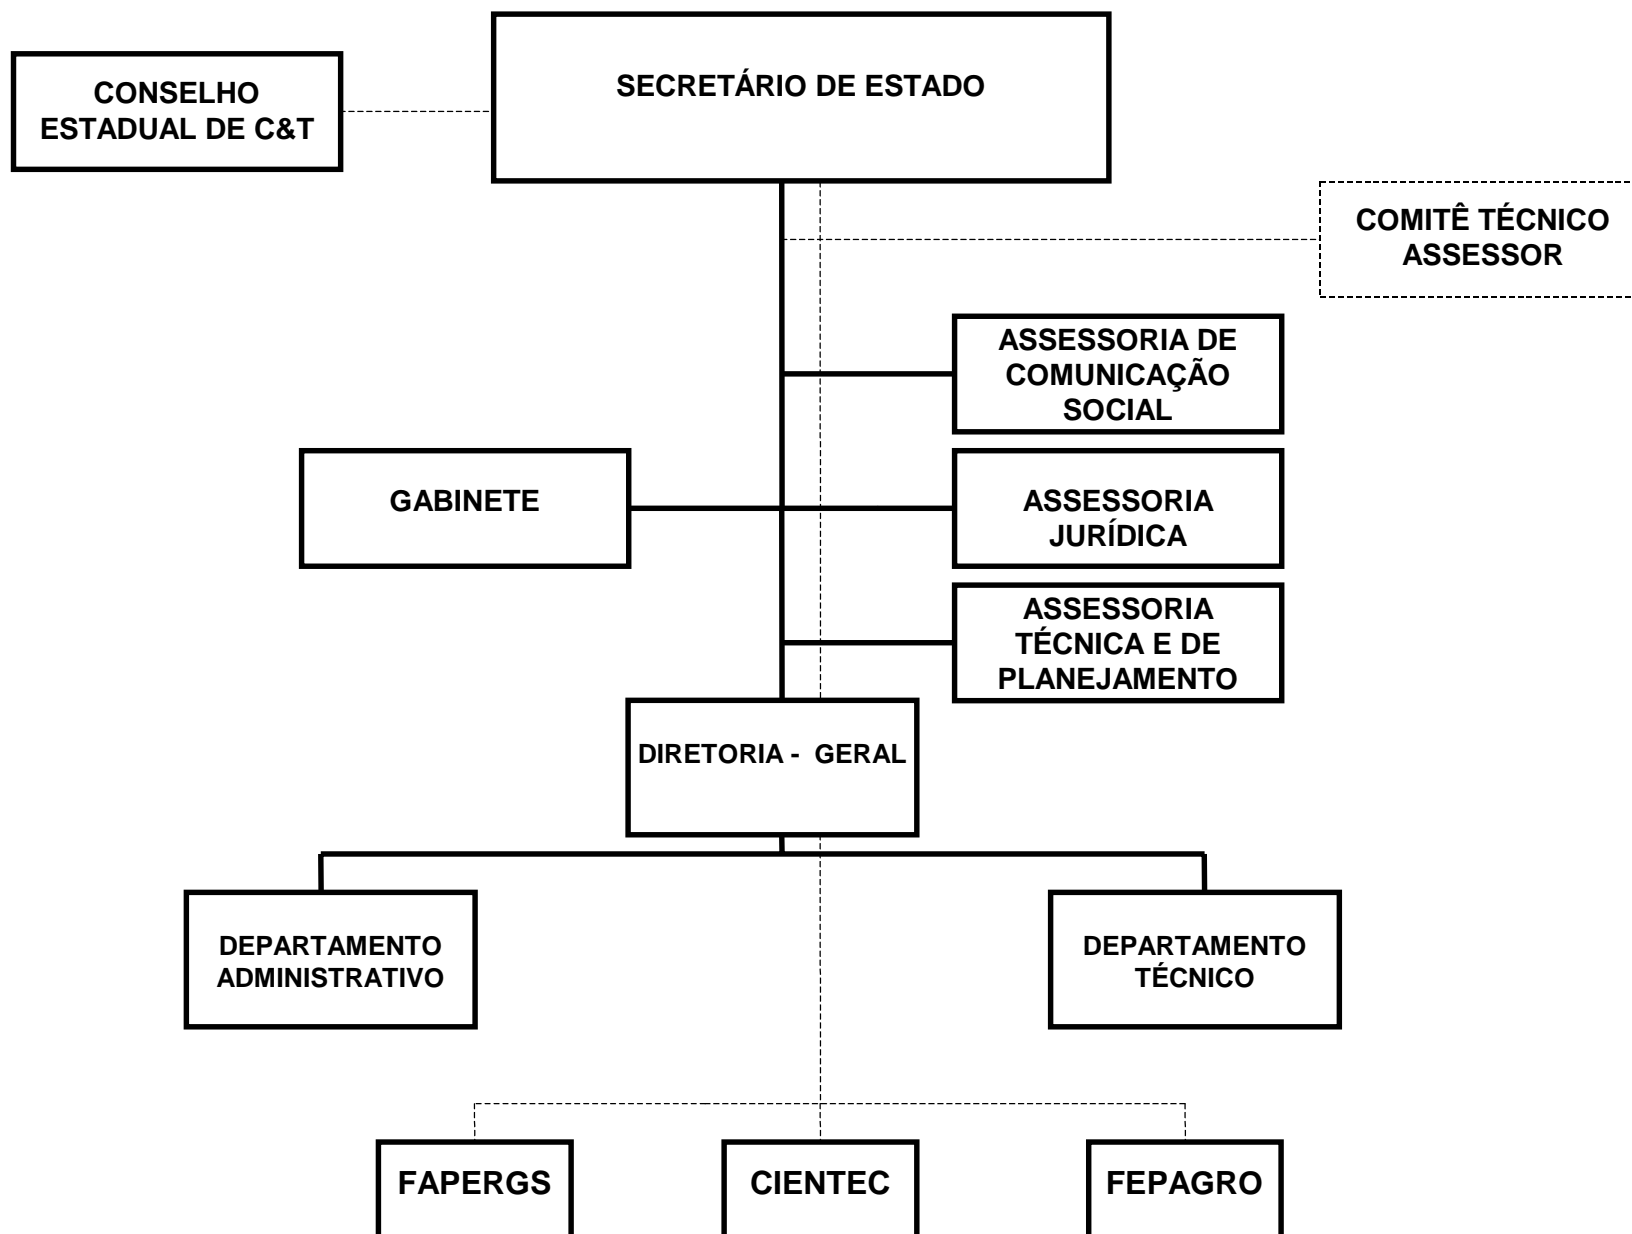 SECRETÁRIO DE ESTADO
CONSELHO
ESTADUAL DE C&T
COMITÊ TÉCNICO
ASSESSOR
ASSESSORIA DE
COMUNICAÇÃO
SOCIAL
GABINETE
ASSESSORIA
JURÍDICA
ASSESSORIA
TÉCNICA E DE
PLANEJAMENTO
DIRETORIA - GERAL
DEPARTAMENTO
ADMINISTRATIVO
DEPARTAMENTO
TÉCNICO
FAPERGS
CIENTEC
FEPAGRO